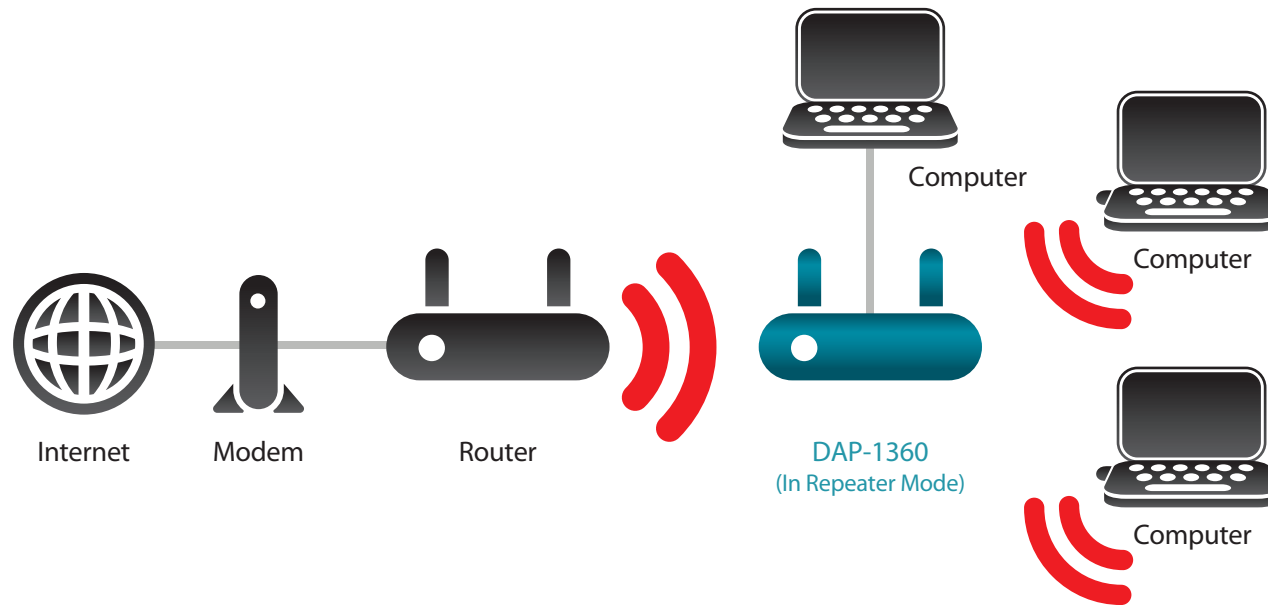 Computer
Computer
Internet
Modem
Router
DAP-1360
(In Repeater Mode)
Computer